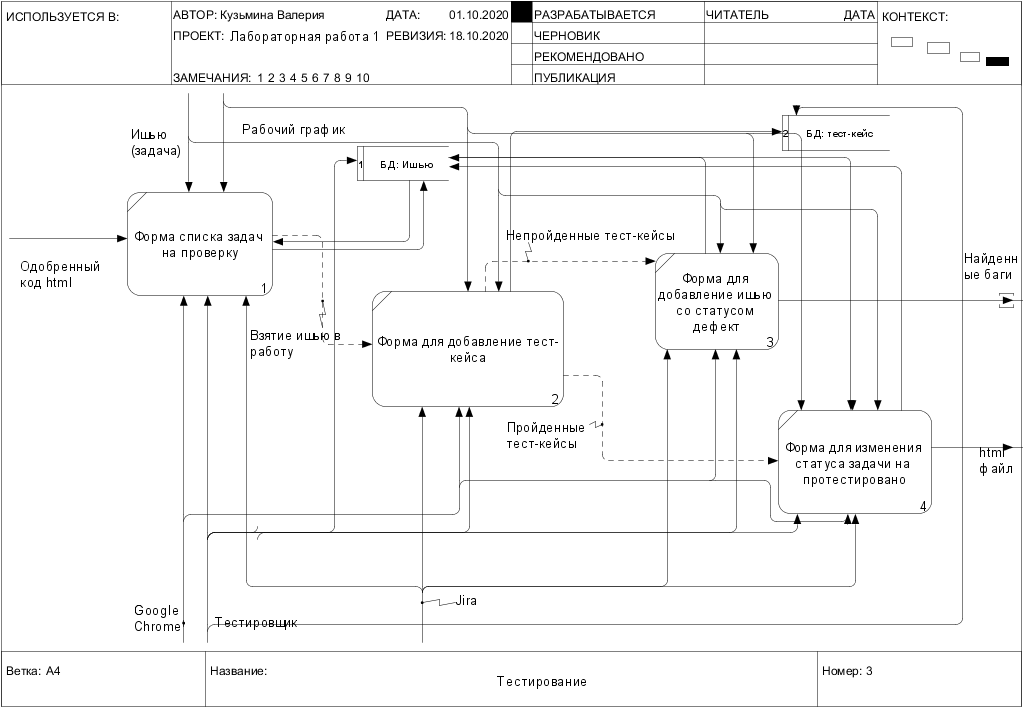 ИСПОЛЬЗУЕТСЯ В:
АВТОР: Кузьмина Валерия
ДАТА: 01.10.2020
ПРОЕКТ: Лабораторная работа 1
РЕВИЗИЯ: 18.10.2020
ЗАМЕЧАНИЯ: 1 2 3 4 5 6 7 8 9 10
РАЗРАБАТЫВАЕТСЯ
ЧЕРНОВИК
РЕКОМЕНДОВАНО
ПУБЛИКАЦИЯ
ЧИТАТЕЛЬ
ДАТА
КОНТЕКСТ:
Ишью
(задача)
Рабочий график
1
БД: Ишью
2
БД: тест-кейс
Форма списка задач
на проверку
1
Одобренный
код html
Непройденные тест-кейсы
Взятие ишью в
работу
Форма для добавление тест-
кейса
2
Форма для
добавление ишью
со статусом
дефект
3
Найденн
ые баги
Пройденные
тест-кейсы
Форма для изменения
статуса задачи на
протестировано
4
html
файл
Google
Chrome
Тестировщик
Jira
Ветка: A4
Название:
Тестирование
Номер: 3